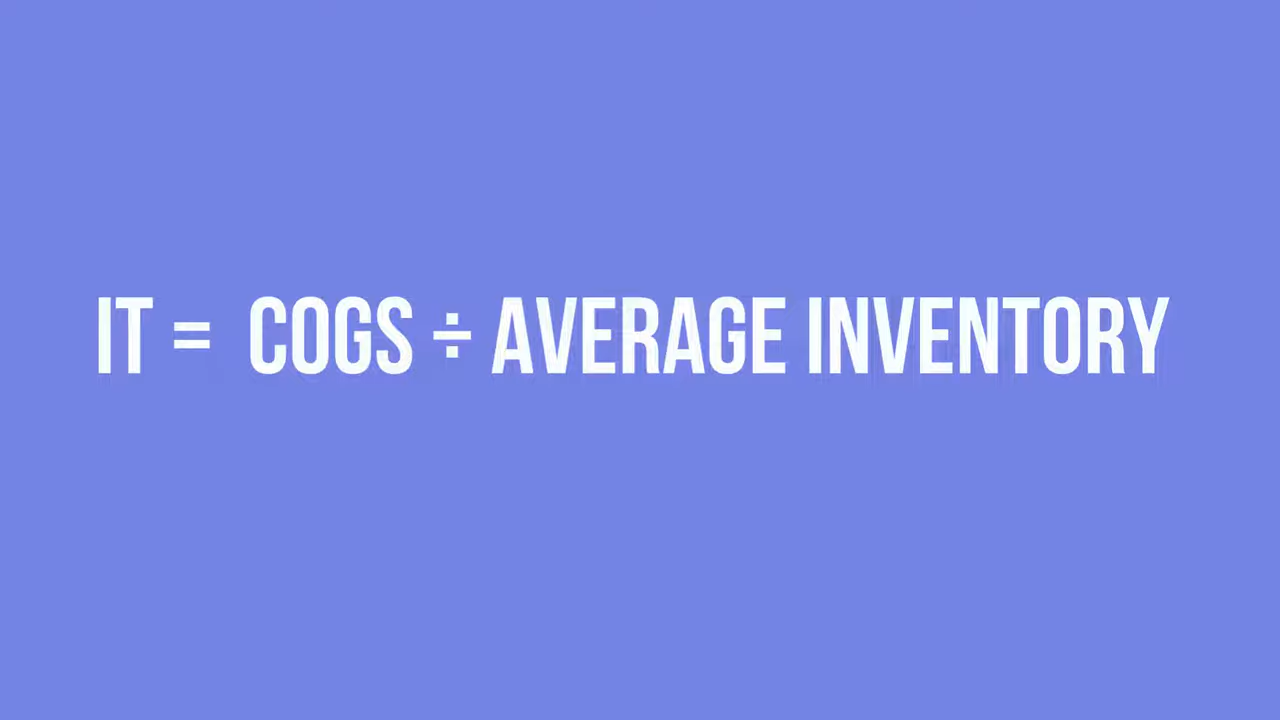 IT = COGS ÷ AVERAGE INVENTORY